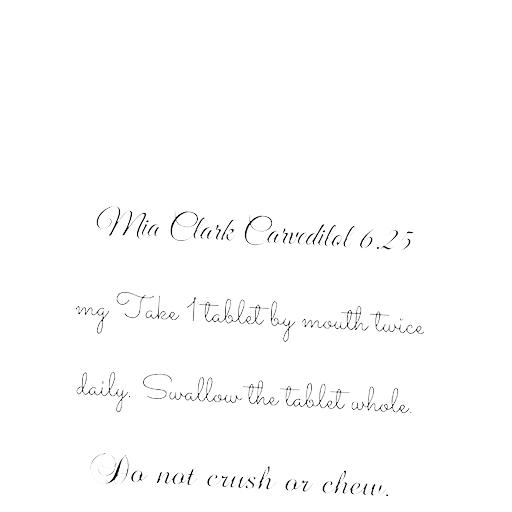 Mia Clark Carvedilol 6.25
mg Take 1 tablet by mouth twice
daily. Swallow the tablet whole.
Do not crush or chew.